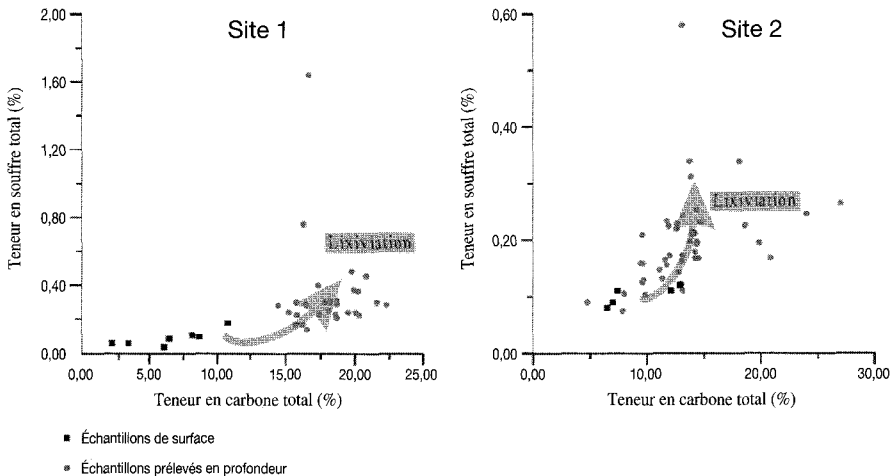 Site 1
Site 2
2,00
1,60
1,20
0,80
0,40
0,00
Teneur en souffre total (%)
Lixiviation
0,00
5,00
10,00
15,00
20,00
25,00
Teneur en carbone total (%)
0,60
0,40
0,20
0,00
Teneur en souffre total (%)
Lixiviation
0,00
10,00
20,00
30,00
Teneur en carbone total (%)
Échantillons de surface
Échantillons prélevés en profondeur